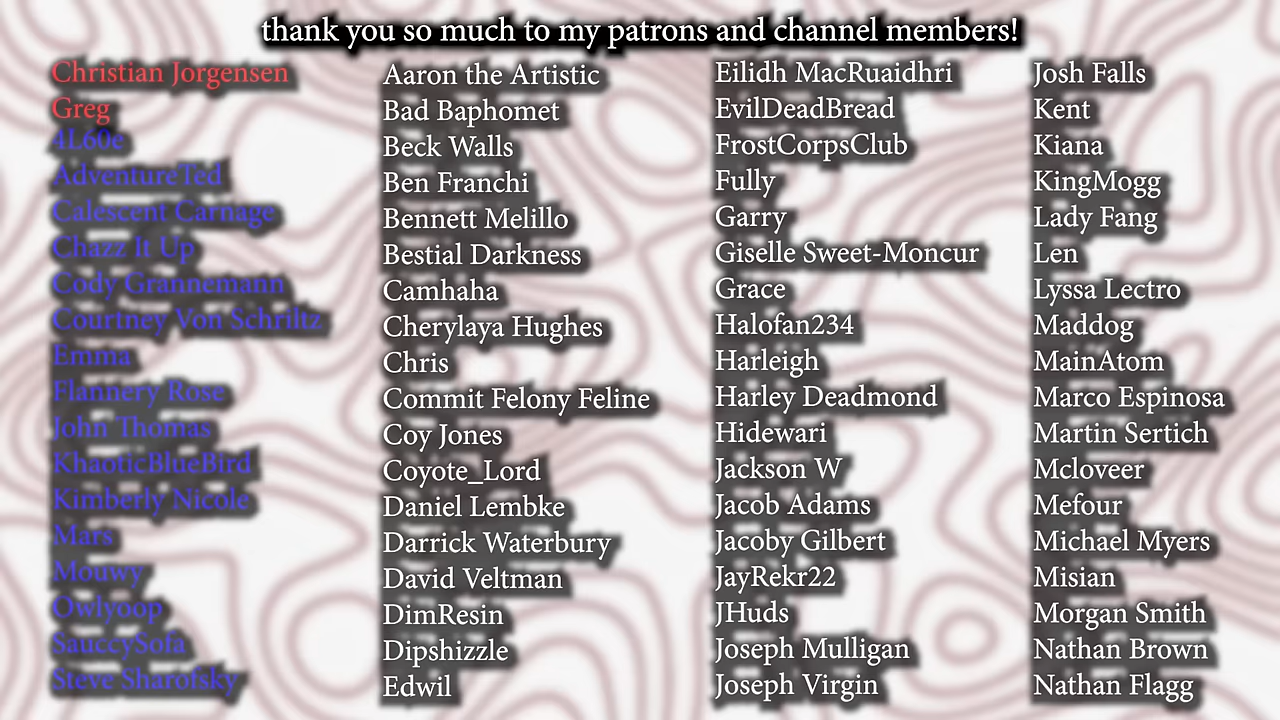 thank you so much to my patrons and channel members!
Christian Jorgensen
Greg
4L60e
AdventureTed
Calescent Carnage
Chazz It Up
Cody Grannemann
Courtney Von Schriltz
Emma
Flannery Rose
John Thomas
KhaoticBlueBird
Kimberly Nicole
Mars
Mouwy
Owlyoop
SauccySofa
Steve Sharofsky
Aaron the Artistic
Bad Baphomet
Beck Walls
Ben Franchi
Bennett Melillo
Bestial Darkness
Camhaha
Cherylaya Hughes
Chris
Commit Felony Feline
Coy Jones
Coyote_Lord
Daniel Lembke
Darrick Waterbury
David Veltman
DimResin
Dipshizzle
Edwil
Eilidh MacRuaidhri
EvilDeadBread
FrostCorpsClub
Fully
Garry
Giselle Sweet-Moncur
Grace
Halofan234
Harleigh
Harley Deadmond
Hidewari
Jackson W
Jacob Adams
Jacoby Gilbert
JayRekr22
JHuds
Joseph Mulligan
Joseph Virgin
Josh Falls
Kent
Kiana
KingMogg
Lady Fang
Len
Lyssa Lectro
Maddog
MainAtom
Marco Espinosa
Martin Sertich
Mcloveer
Mefour
Michael Myers
Misian
Morgan Smith
Nathan Brown
Nathan Flagg